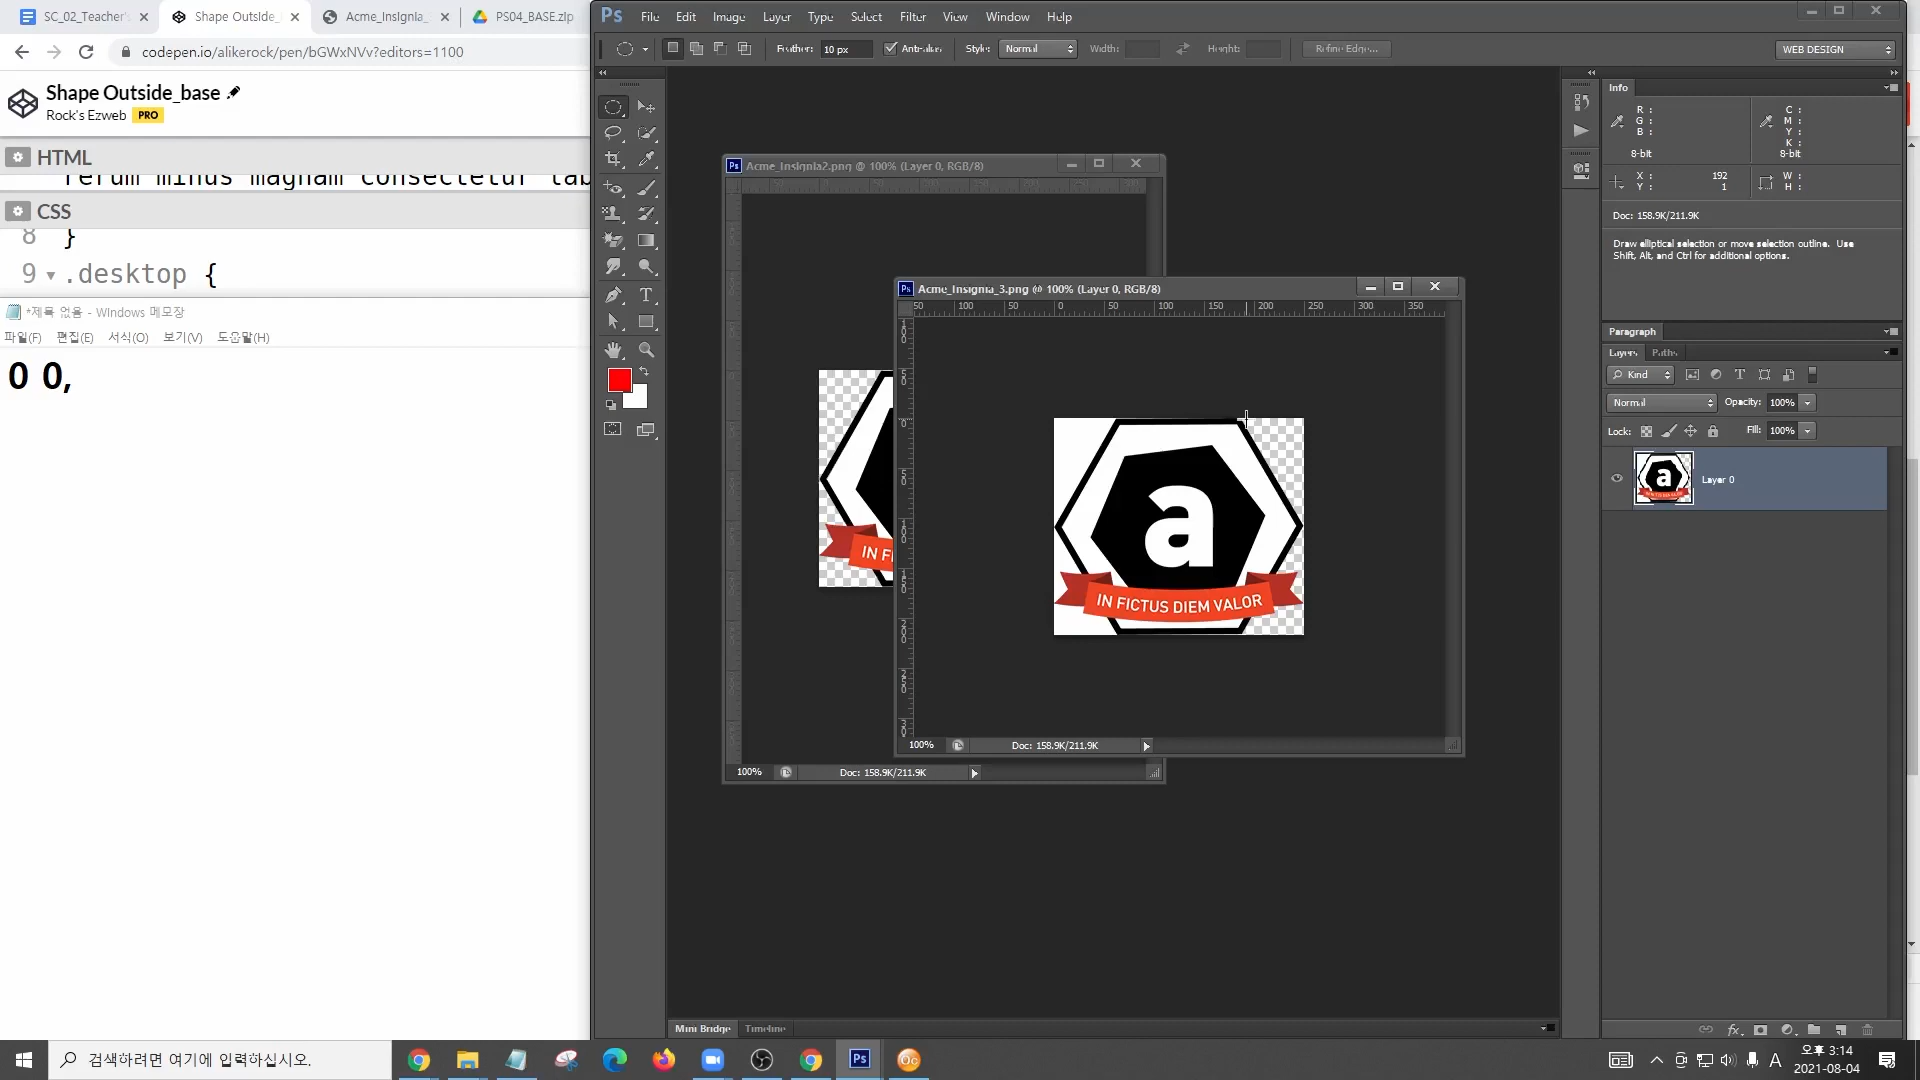 SC_02_Teacher's
Shape Outside_
Acme_Insignia_
PS04_BASE.zip
codepen.io/alikerock/pen/bGWxNVv?editors=1100
Shape Outside_base
Rock's Ezweb PRO
HTML
rerum minus magnam consectetur tab
CSS
8 }
9 .desktop {
*제목 없음 - Windows 메모장
파일(F) 편집(E) 서식(O) 보기(V) 도움말(H)
0 0,
Ps File Edit Image Layer Type Select Filter View Window Help
Feather: 10 px Anti-alias Style: Normal Width: Height: Refine Edge...
WEB DESIGN
Ps Acme_Insignia2.png @ 100% (Layer 0, RGB/8)
IN FI
100% Doc: 158.9K/211.9K
Ps Acme_Insignia_3.png @ 100% (Layer 0, RGB/8)
50 100 50 0 50 100 150 200 250 300 350
a
IN FICTUS DIEM VALOR
100% Doc: 158.9K/211.9K
Mini Bridge Timeline
Info
R : C :
G : M :
B : Y :
K :
8-bit 8-bit
X : 192 W :
Y : 1 H :
Doc: 158.9K/211.9K
Draw elliptical selection or move selection outline. Use
Shift, Alt, and Ctrl for additional options.
Paragraph
Layers Paths
Kind
Normal Opacity: 100%
Lock: Fill: 100%
Layer 0
검색하려면 여기에 입력하십시오.
A
오후 3:14
2021-08-04